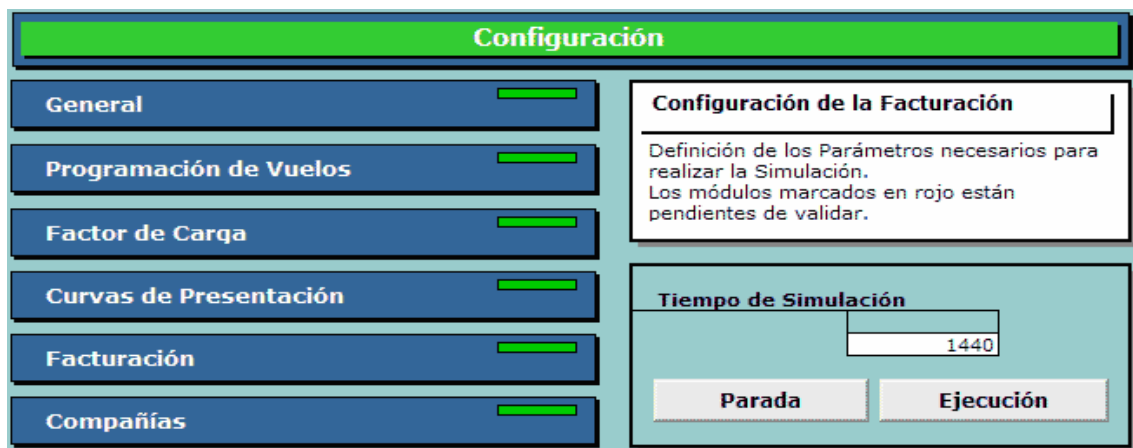 Configuración
General
Programación de Vuelos
Factor de Carga
Curvas de Presentación
Facturación
Compañías
Configuración de la Facturación
Definición de los Parámetros necesarios para
realizar la Simulación.
Los módulos marcados en rojo están
pendientes de validar.
Tiempo de Simulación
1440
Parada
Ejecución